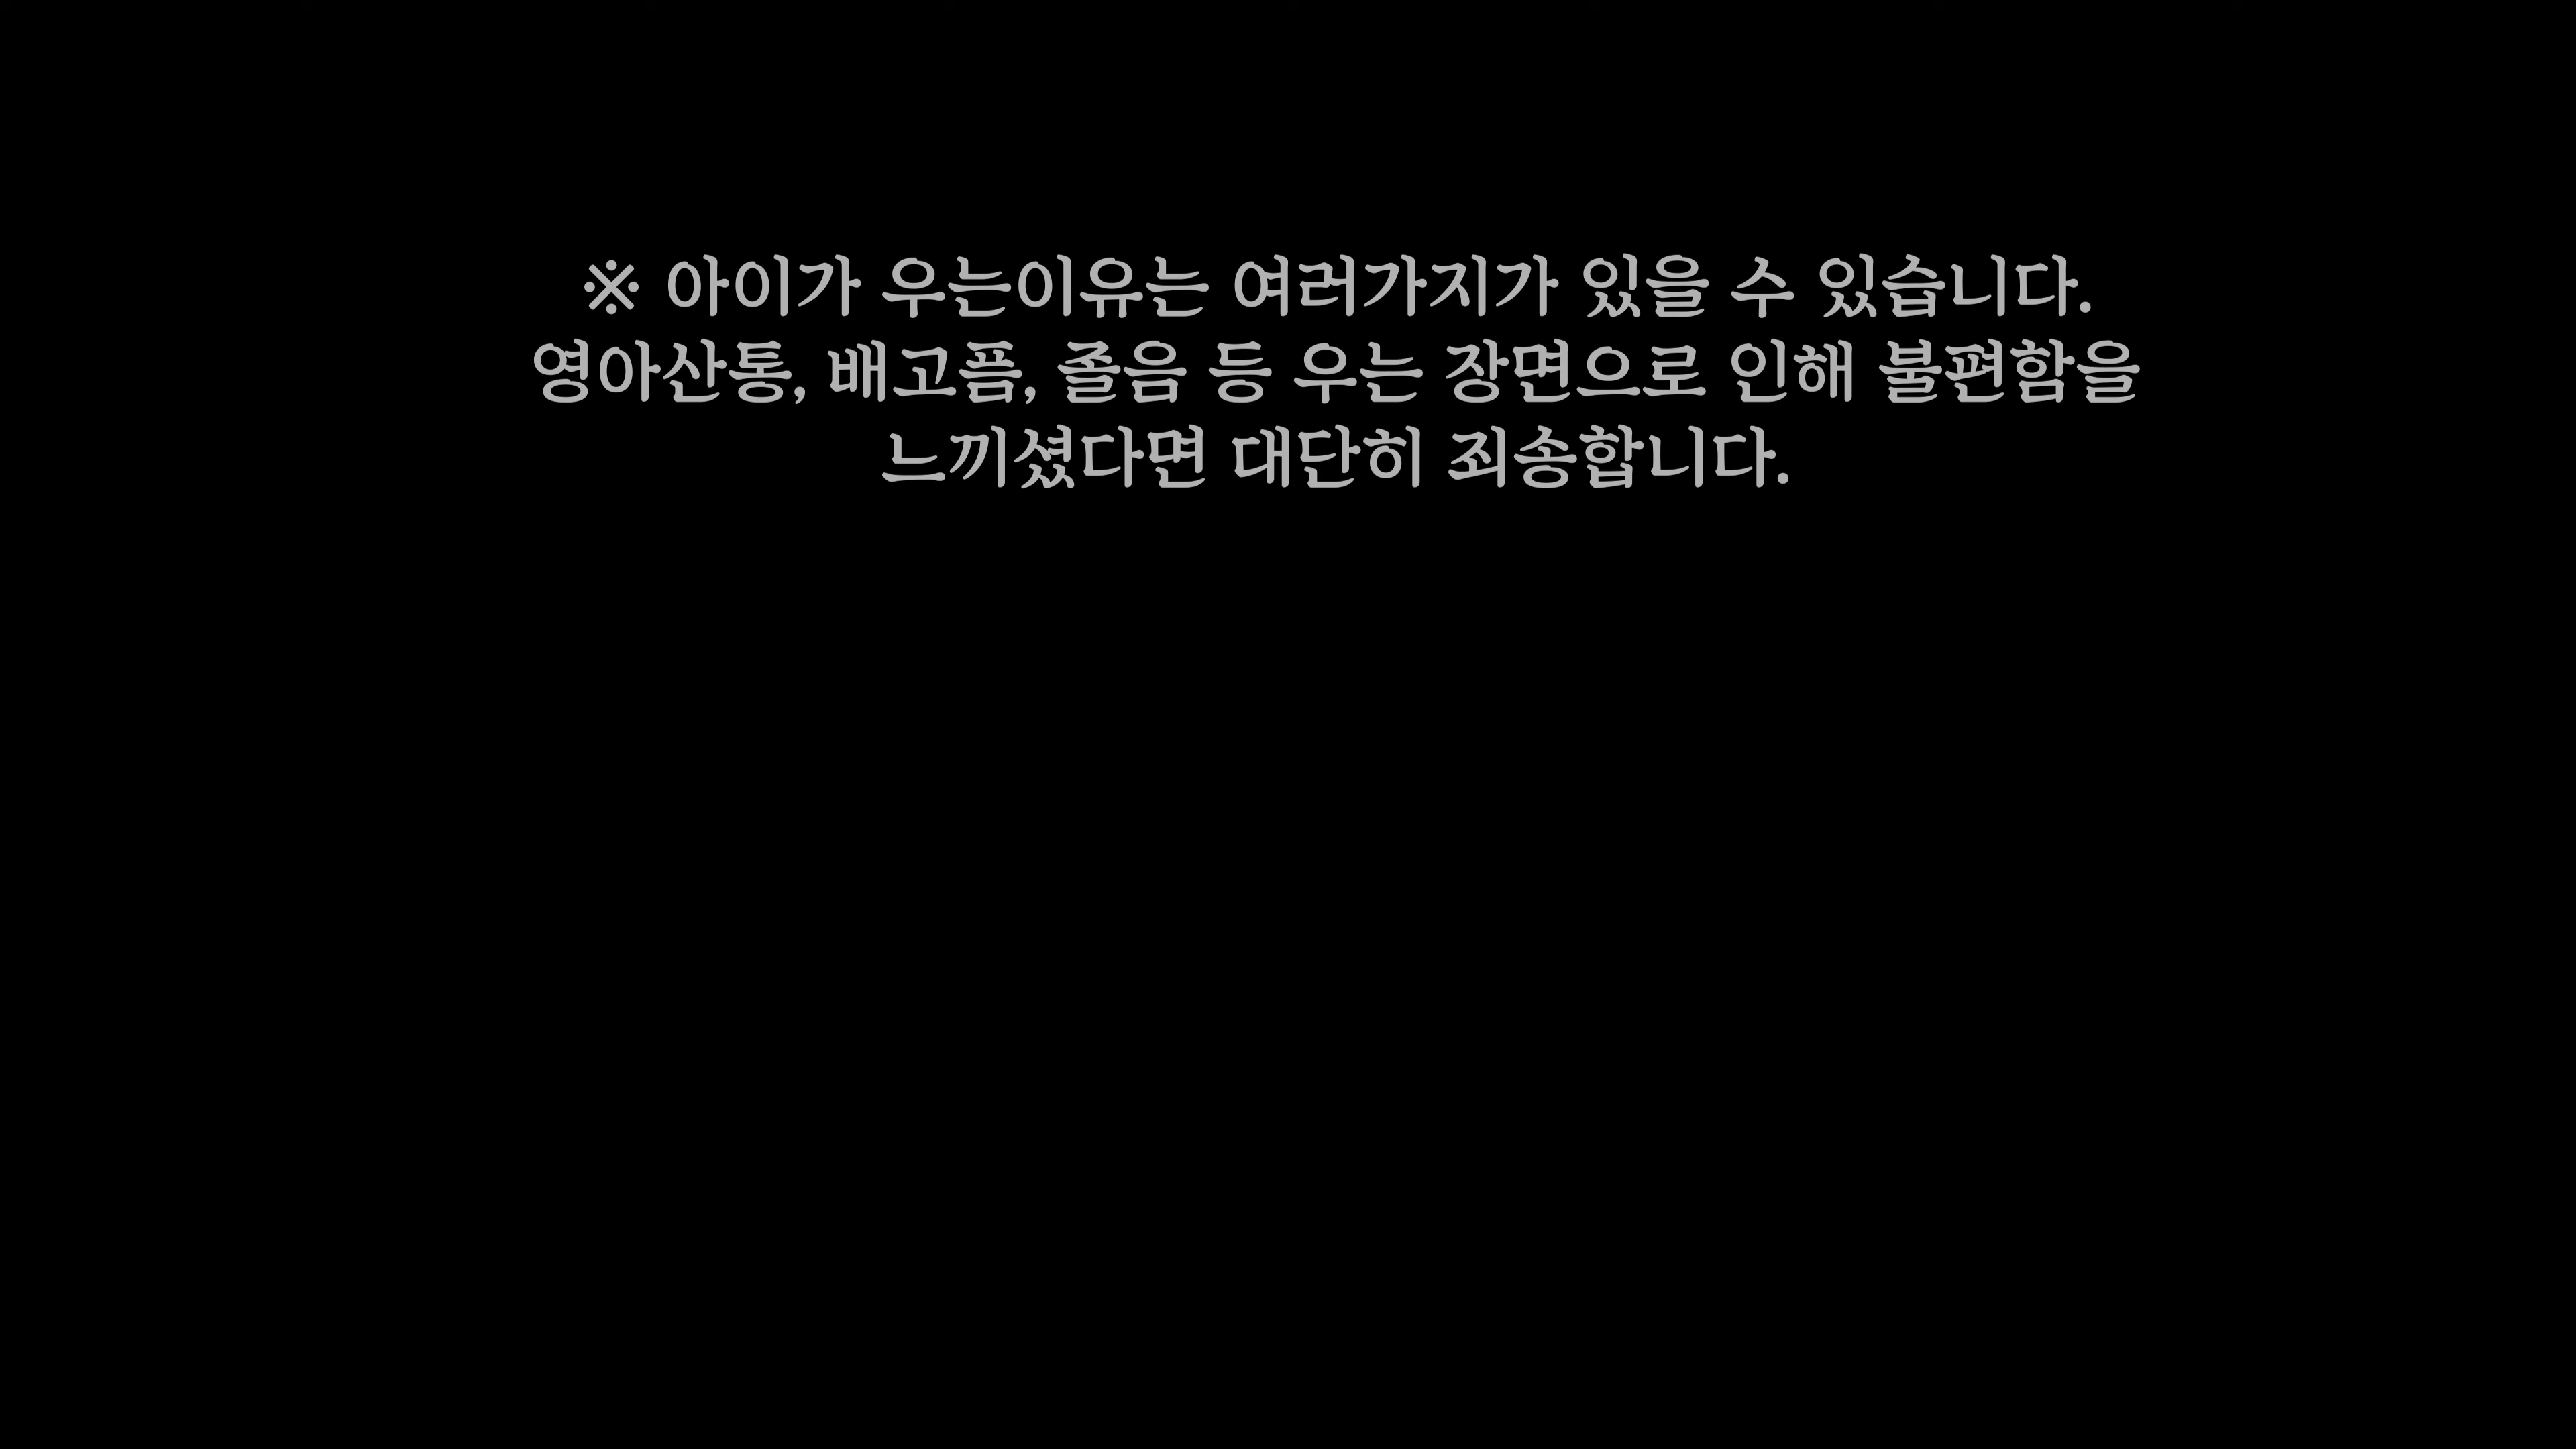 ※ 아이가 우는이유는 여러가지가 있을 수 있습니다.
영아산통, 배고픔, 졸음 등 우는 장면으로 인해 불편함을
느끼셨다면 대단히 죄송합니다.